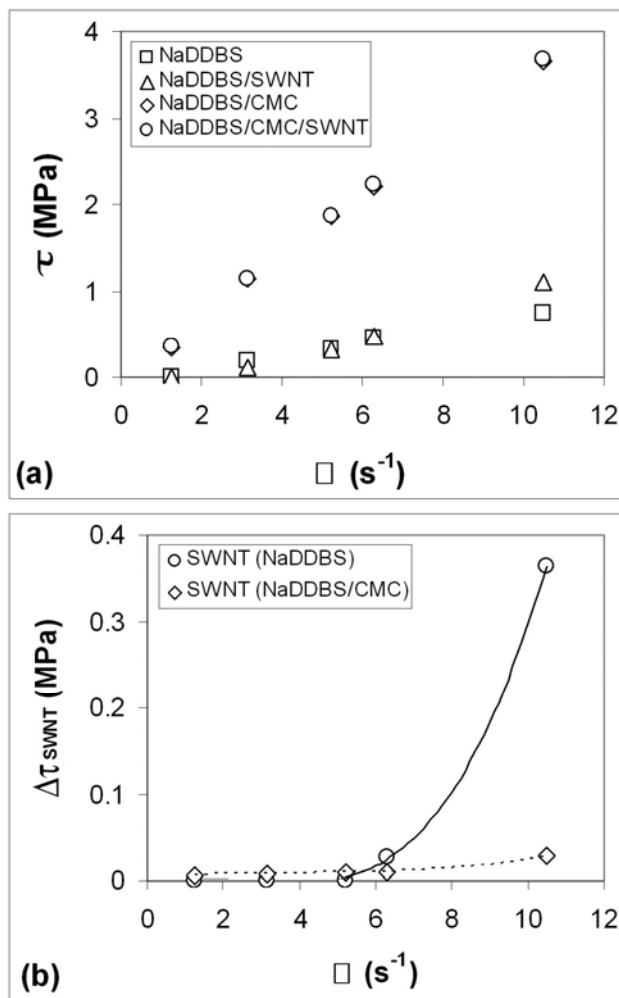 4
3
2
1
0
τ (MPa)
NaDDBS
NaDDBS/SWNT
NaDDBS/CMC
NaDDBS/CMC/SWNT
0 2 4 6 8 10 12
(a) □ (s⁻¹)
0.4
0.3
0.2
0.1
0
Δτ SWNT (MPa)
SWNT (NaDDBS)
SWNT (NaDDBS/CMC)
0 2 4 6 8 10 12
(b) □ (s⁻¹)